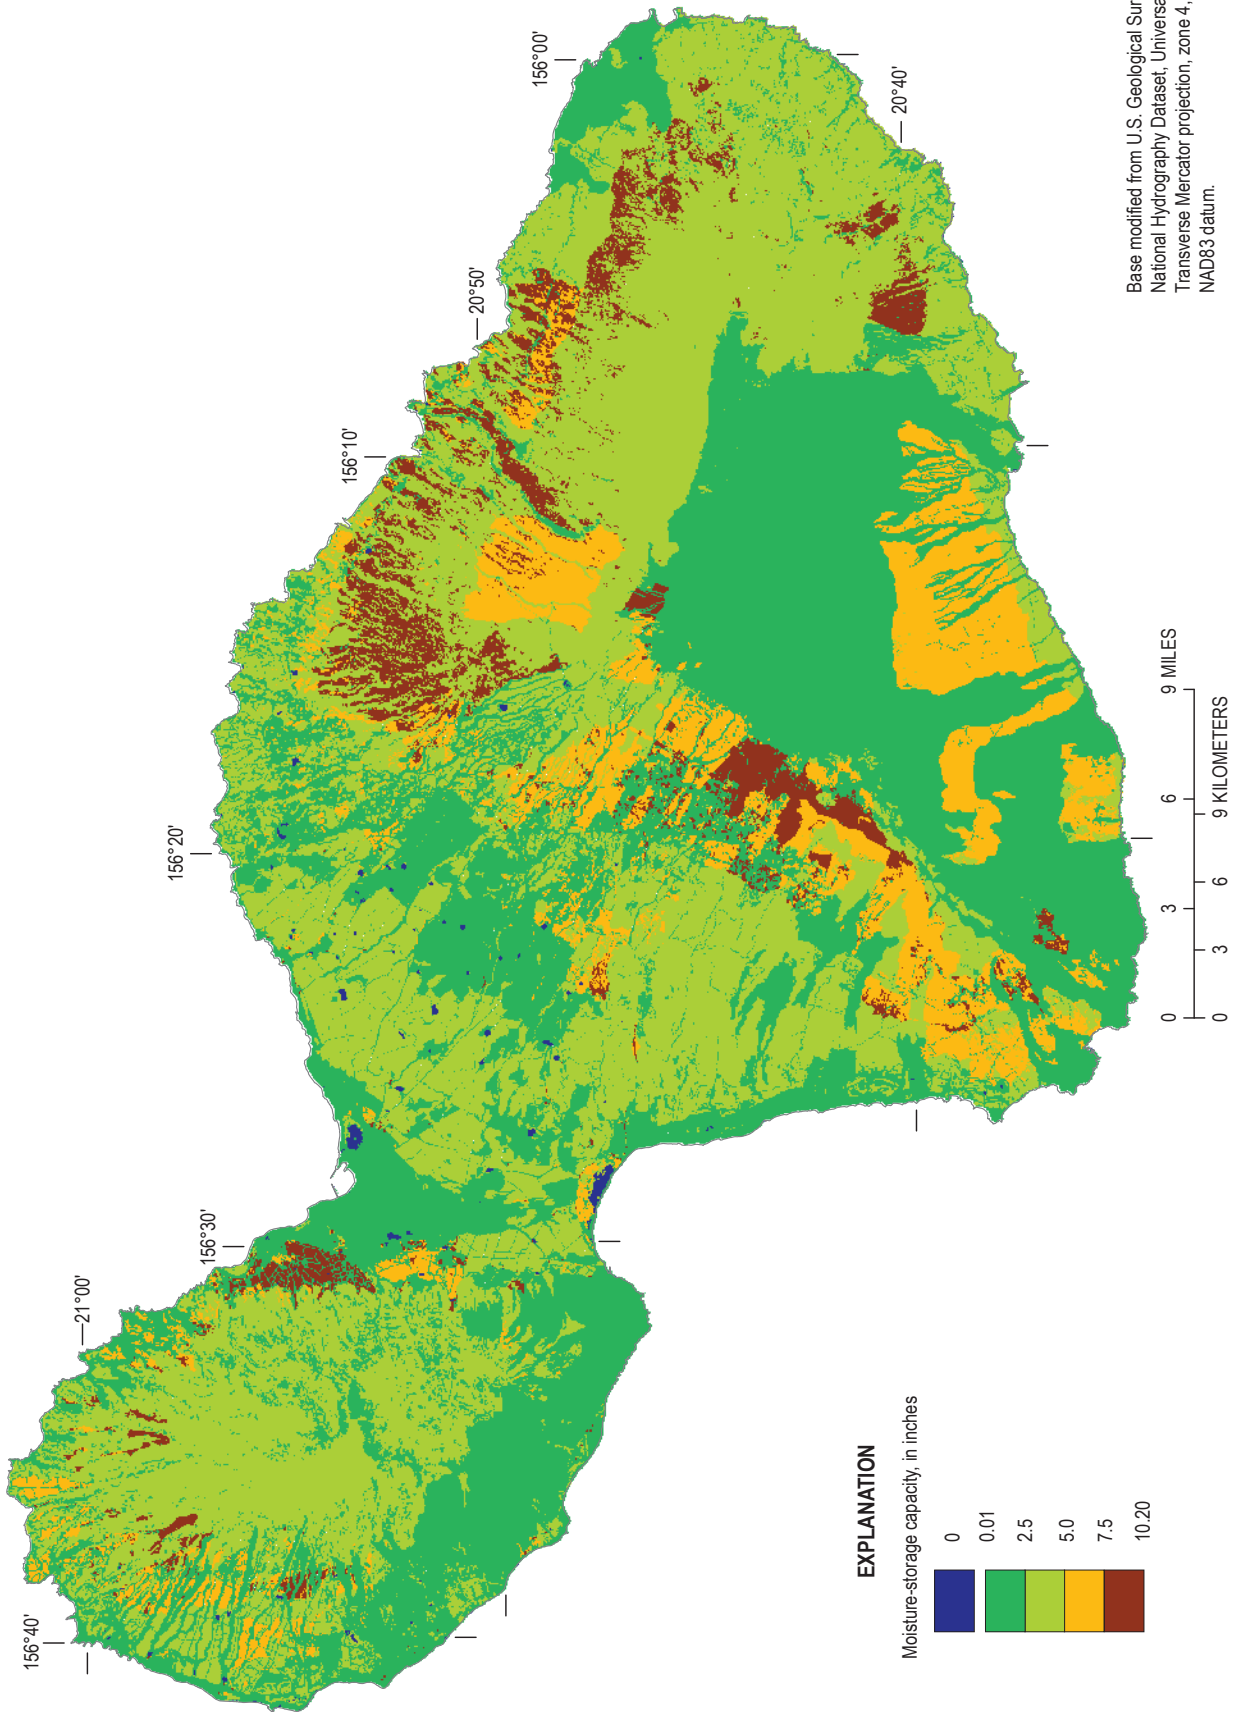 156°40'
21°00'
156°30'
156°20'
156°10'
20°50'
156°00'
20°40'
EXPLANATION
Moisture-storage capacity, in inches
0
0.01
2.5
5.0
7.5
10.20
0 3 6 9 MILES
0 3 6 9 KILOMETERS
Base modified from U.S. Geological Sur
National Hydrography Dataset, Universa
Transverse Mercator projection, zone 4,
NAD83 datum.